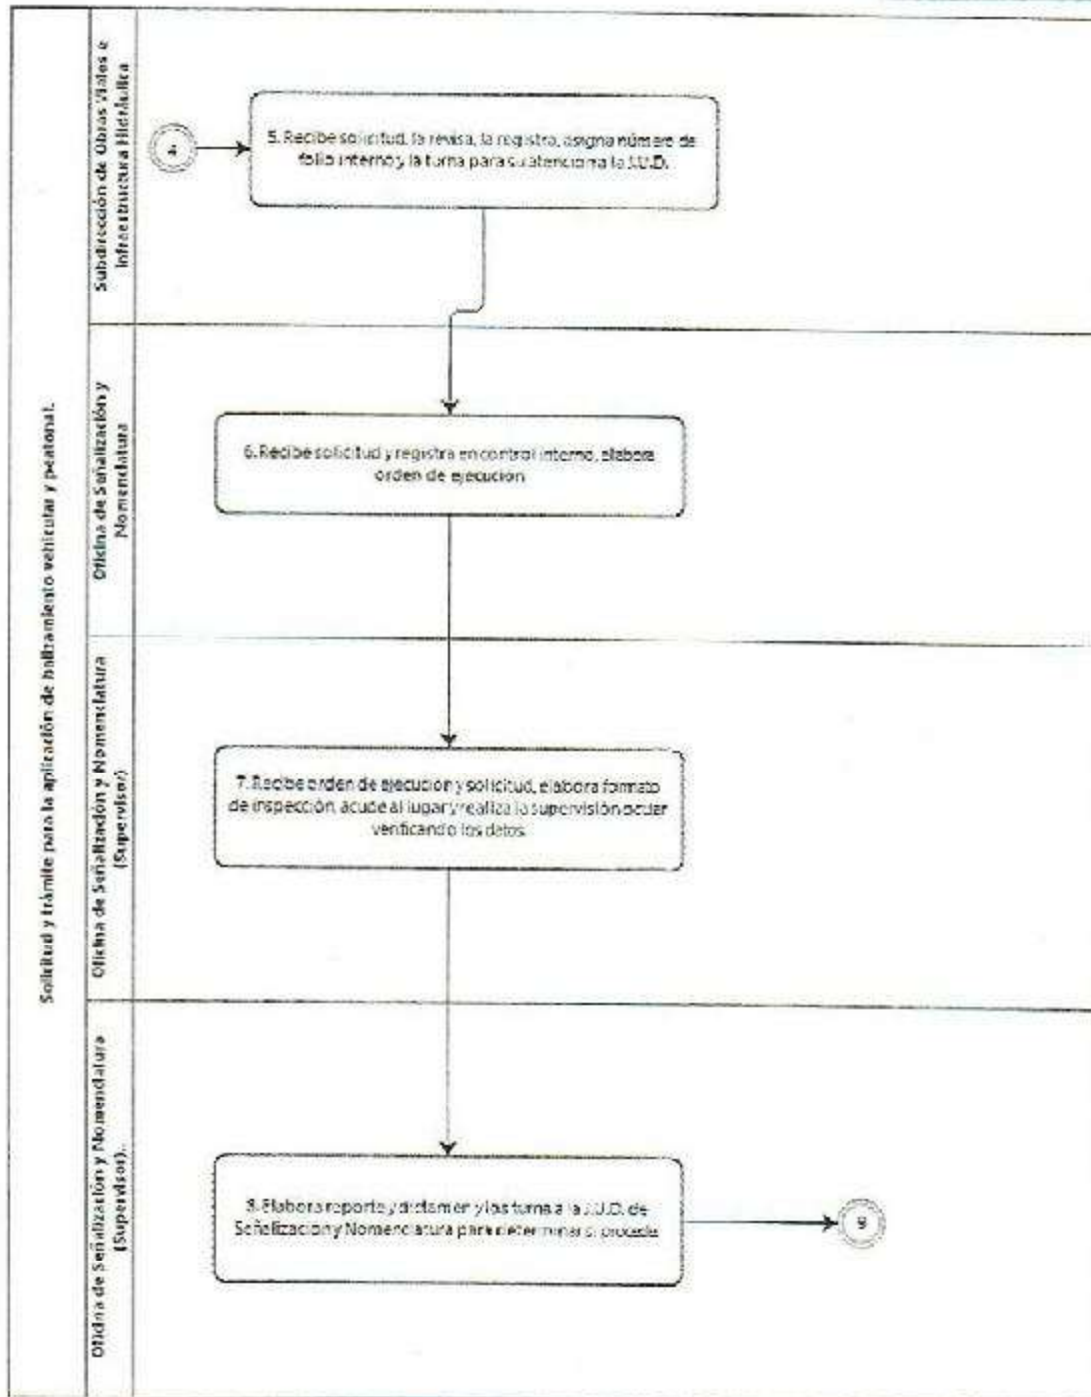 Solicitud y trámite para la aplicación de balizamiento vehicular y peatonal.
Subdirección de Obras Viales e
Infraestructura Hidráulica
4
5. Recibe solicitud, la revisa, la registra, asigna número de
folio interno y la turna para su atención a la J.U.D.
Oficina de Señalización y
Nomenclatura
6. Recibe solicitud y registra en control interno, elabora
orden de ejecución
Oficina de Señalización y Nomenclatura
(Supervisor)
7. Recibe orden de ejecución y solicitud, elabora formato
de inspección, acude al lugar y realiza la supervisión ocular
verificando los datos.
Oficina de Señalización y Nomenclatura
(Supervisor).
8. Elabora reporte y dictamen y los turna a la J.U.D. de
Señalización y Nomenclatura para determinar si procede
9